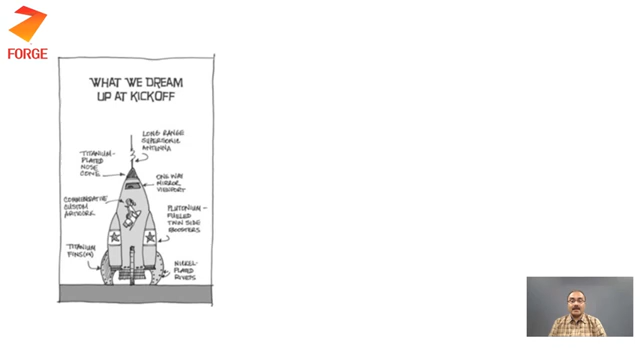 FORGE
WHAT WE DREAM
UP AT KICKOFF
LONG RANGE
SUPERSONIC
ANTENNA
TITANIUM-
PLATED
NOSE
CONE
ONE WAY
MIRROR
VIEWPORT
COMMEMORATIVE
CUSTOM
ARTWORK
PLUTONIUM-
FUELED
TWIN SIDE
BOOSTERS
TITANIUM
FINS(4)
NICKEL-
PLATED
RIVETS